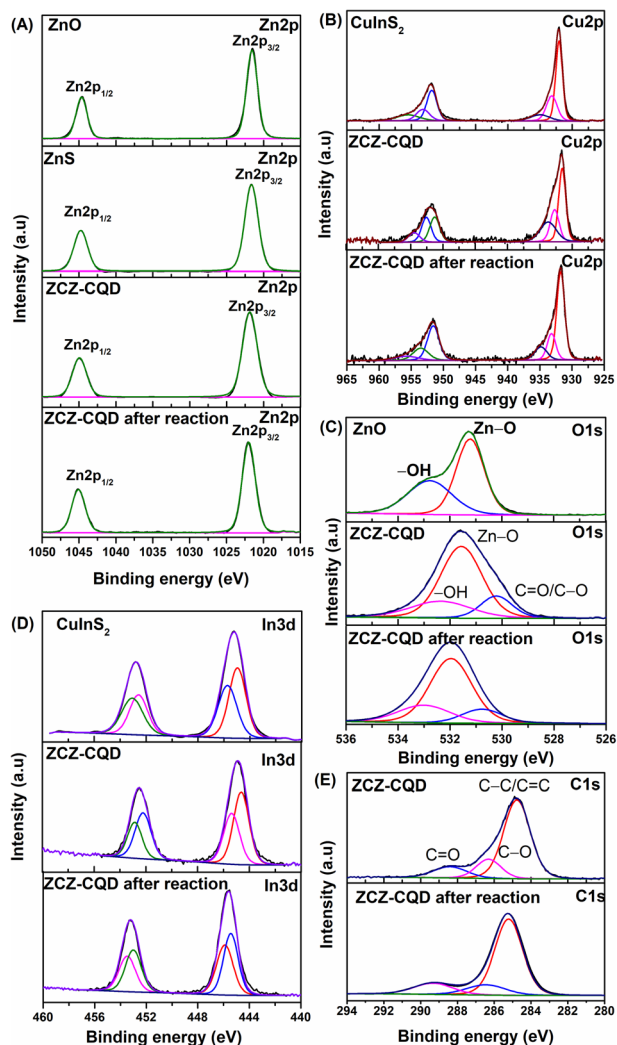 (A)
ZnO Zn2p
Zn2p3/2
Zn2p1/2
ZnS Zn2p
Zn2p3/2
Zn2p1/2
ZCZ-CQD Zn2p
Zn2p3/2
Zn2p1/2
ZCZ-CQD after reaction Zn2p
Zn2p3/2
Zn2p1/2
Intensity (a.u)
1050 1045 1040 1035 1030 1025 1020 1015
Binding energy (eV)
(B)
CuInS2 Cu2p
ZCZ-CQD Cu2p
ZCZ-CQD after reaction Cu2p
Intensity (a.u)
965 960 955 950 945 940 935 930 925
Binding energy (eV)
(C)
ZnO Zn–O O1s
–OH
ZCZ-CQD O1s
Zn–O
–OH C=O/C–O
ZCZ-CQD after reaction O1s
Intensity (a.u)
536 534 532 530 528 526
Binding energy (eV)
(D)
CuInS2 In3d
ZCZ-CQD In3d
ZCZ-CQD after reaction In3d
Intensity (a.u)
460 456 452 448 444 440
Binding energy (eV)
(E)
ZCZ-CQD C1s
C–C/C=C
C=O C–O
ZCZ-CQD after reaction C1s
Intensity (a.u)
294 292 290 288 286 284 282 280
Binding energy (eV)